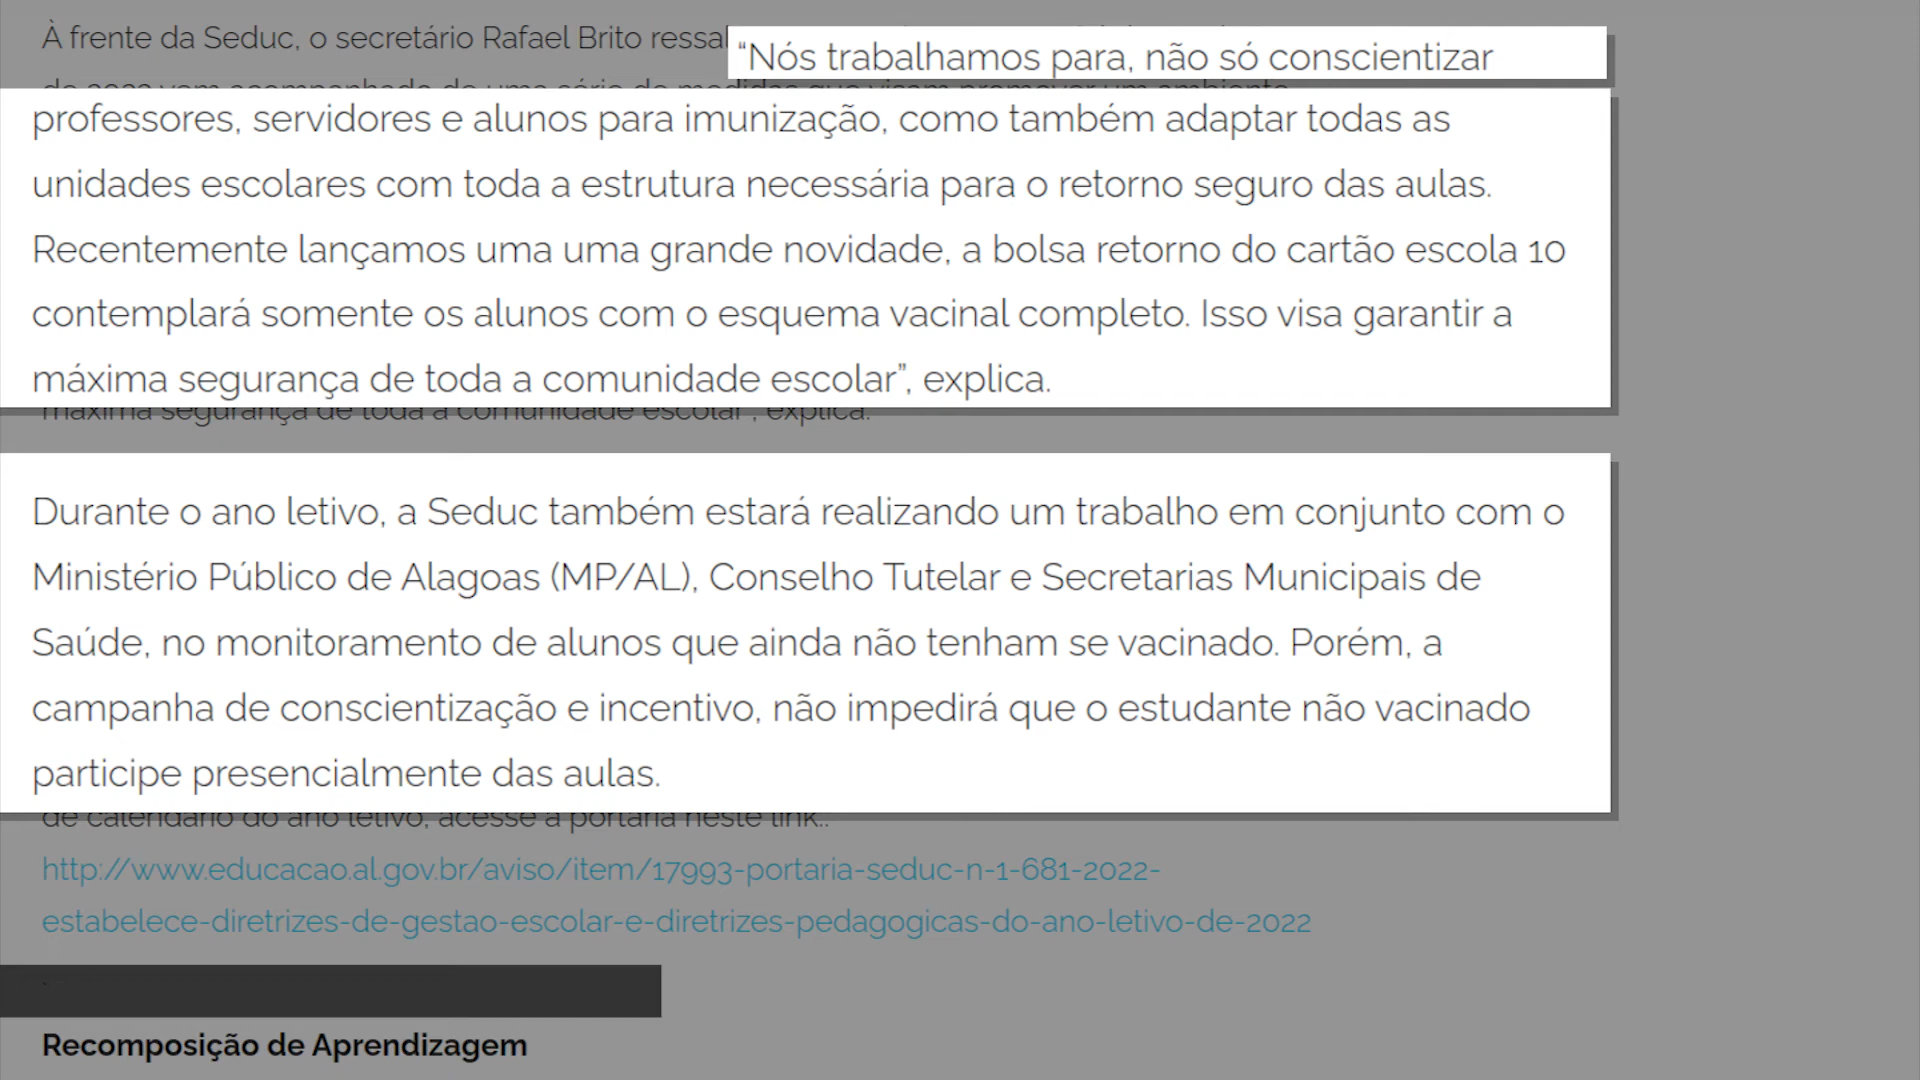 À frente da Seduc, o secretário Rafael Brito
“Nós trabalhamos para, não só conscientizar
professores, servidores e alunos para imunização, como também adaptar todas as
unidades escolares com toda a estrutura necessária para o retorno seguro das aulas.
Recentemente lançamos uma uma grande novidade, a bolsa retorno do cartão escola 10
contemplará somente os alunos com o esquema vacinal completo. Isso visa garantir a
máxima segurança de toda a comunidade escolar”, explica.
máxima segurança de toda a comunidade escolar”, explica.
Durante o ano letivo, a Seduc também estará realizando um trabalho em conjunto com o
Ministério Público de Alagoas (MP/AL), Conselho Tutelar e Secretarias Municipais de
Saúde, no monitoramento de alunos que ainda não tenham se vacinado. Porém, a
campanha de conscientização e incentivo, não impedirá que o estudante não vacinado
participe presencialmente das aulas.
de calendário do ano letivo, acesse a portaria neste link..
http://www.educacao.al.gov.br/aviso/item/17993-portaria-seduc-n-1-681-2022-
estabelece-diretrizes-de-gestao-escolar-e-diretrizes-pedagogicas-do-ano-letivo-de-2022
Recomposição de Aprendizagem